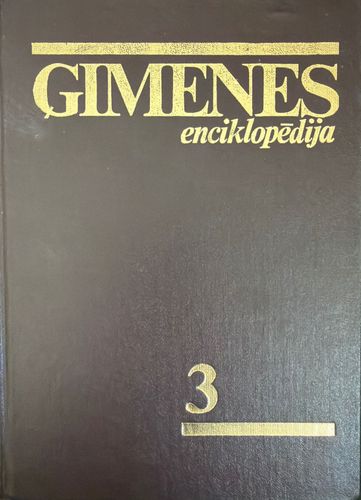 ĢIMENES
enciklopēdija
3